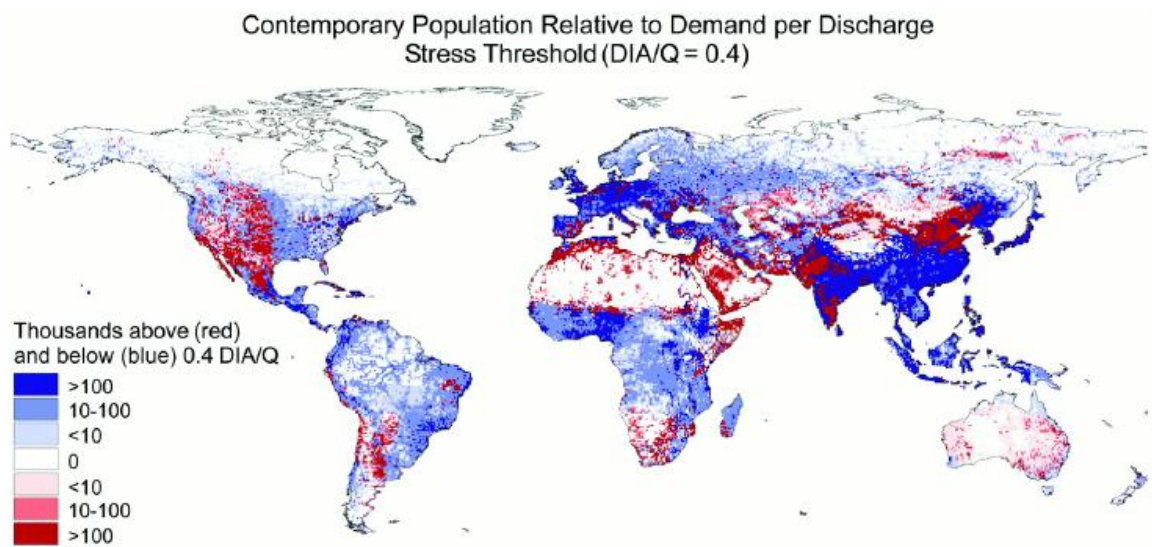 Contemporary Population Relative to Demand per Discharge
Stress Threshold (DIA/Q = 0.4)
Thousands above (red)
and below (blue) 0.4 DIA/Q
>100
10-100
<10
0
<10
10-100
>100